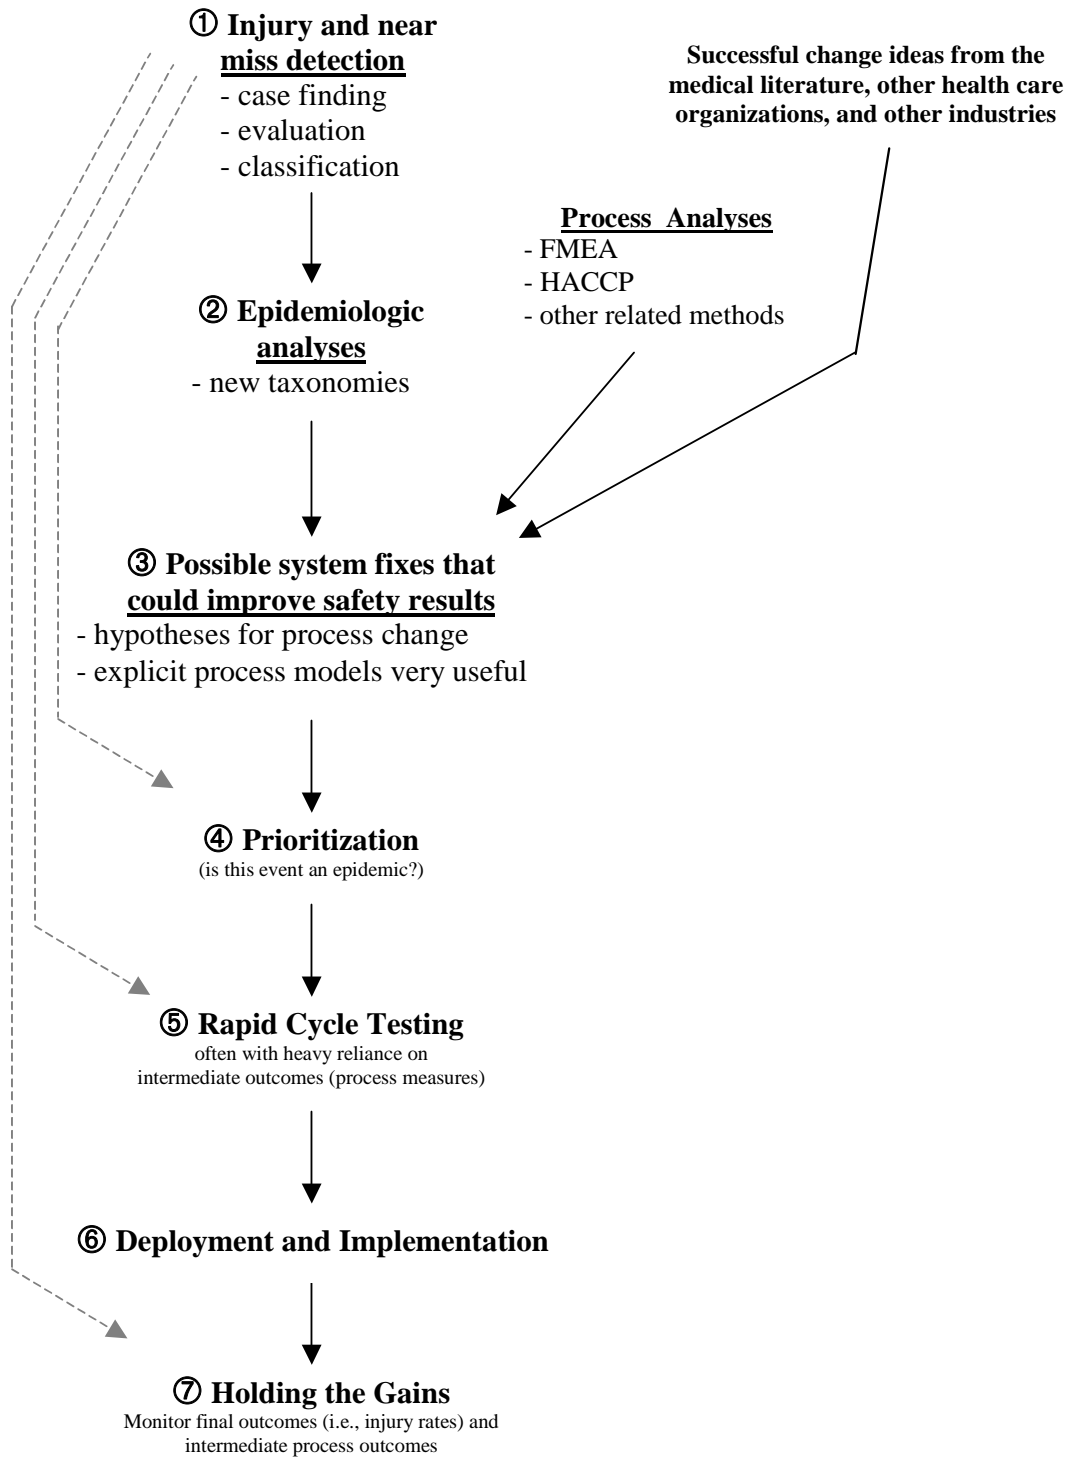 ① Injury and near
miss detection
- case finding
- evaluation
- classification
Successful change ideas from the
medical literature, other health care
organizations, and other industries
Process Analyses
- FMEA
- HACCP
- other related methods
② Epidemiologic
analyses
- new taxonomies
③ Possible system fixes that
could improve safety results
- hypotheses for process change
- explicit process models very useful
④ Prioritization
(is this event an epidemic?)
⑤ Rapid Cycle Testing
often with heavy reliance on
intermediate outcomes (process measures)
⑥ Deployment and Implementation
⑦ Holding the Gains
Monitor final outcomes (i.e., injury rates) and
intermediate process outcomes